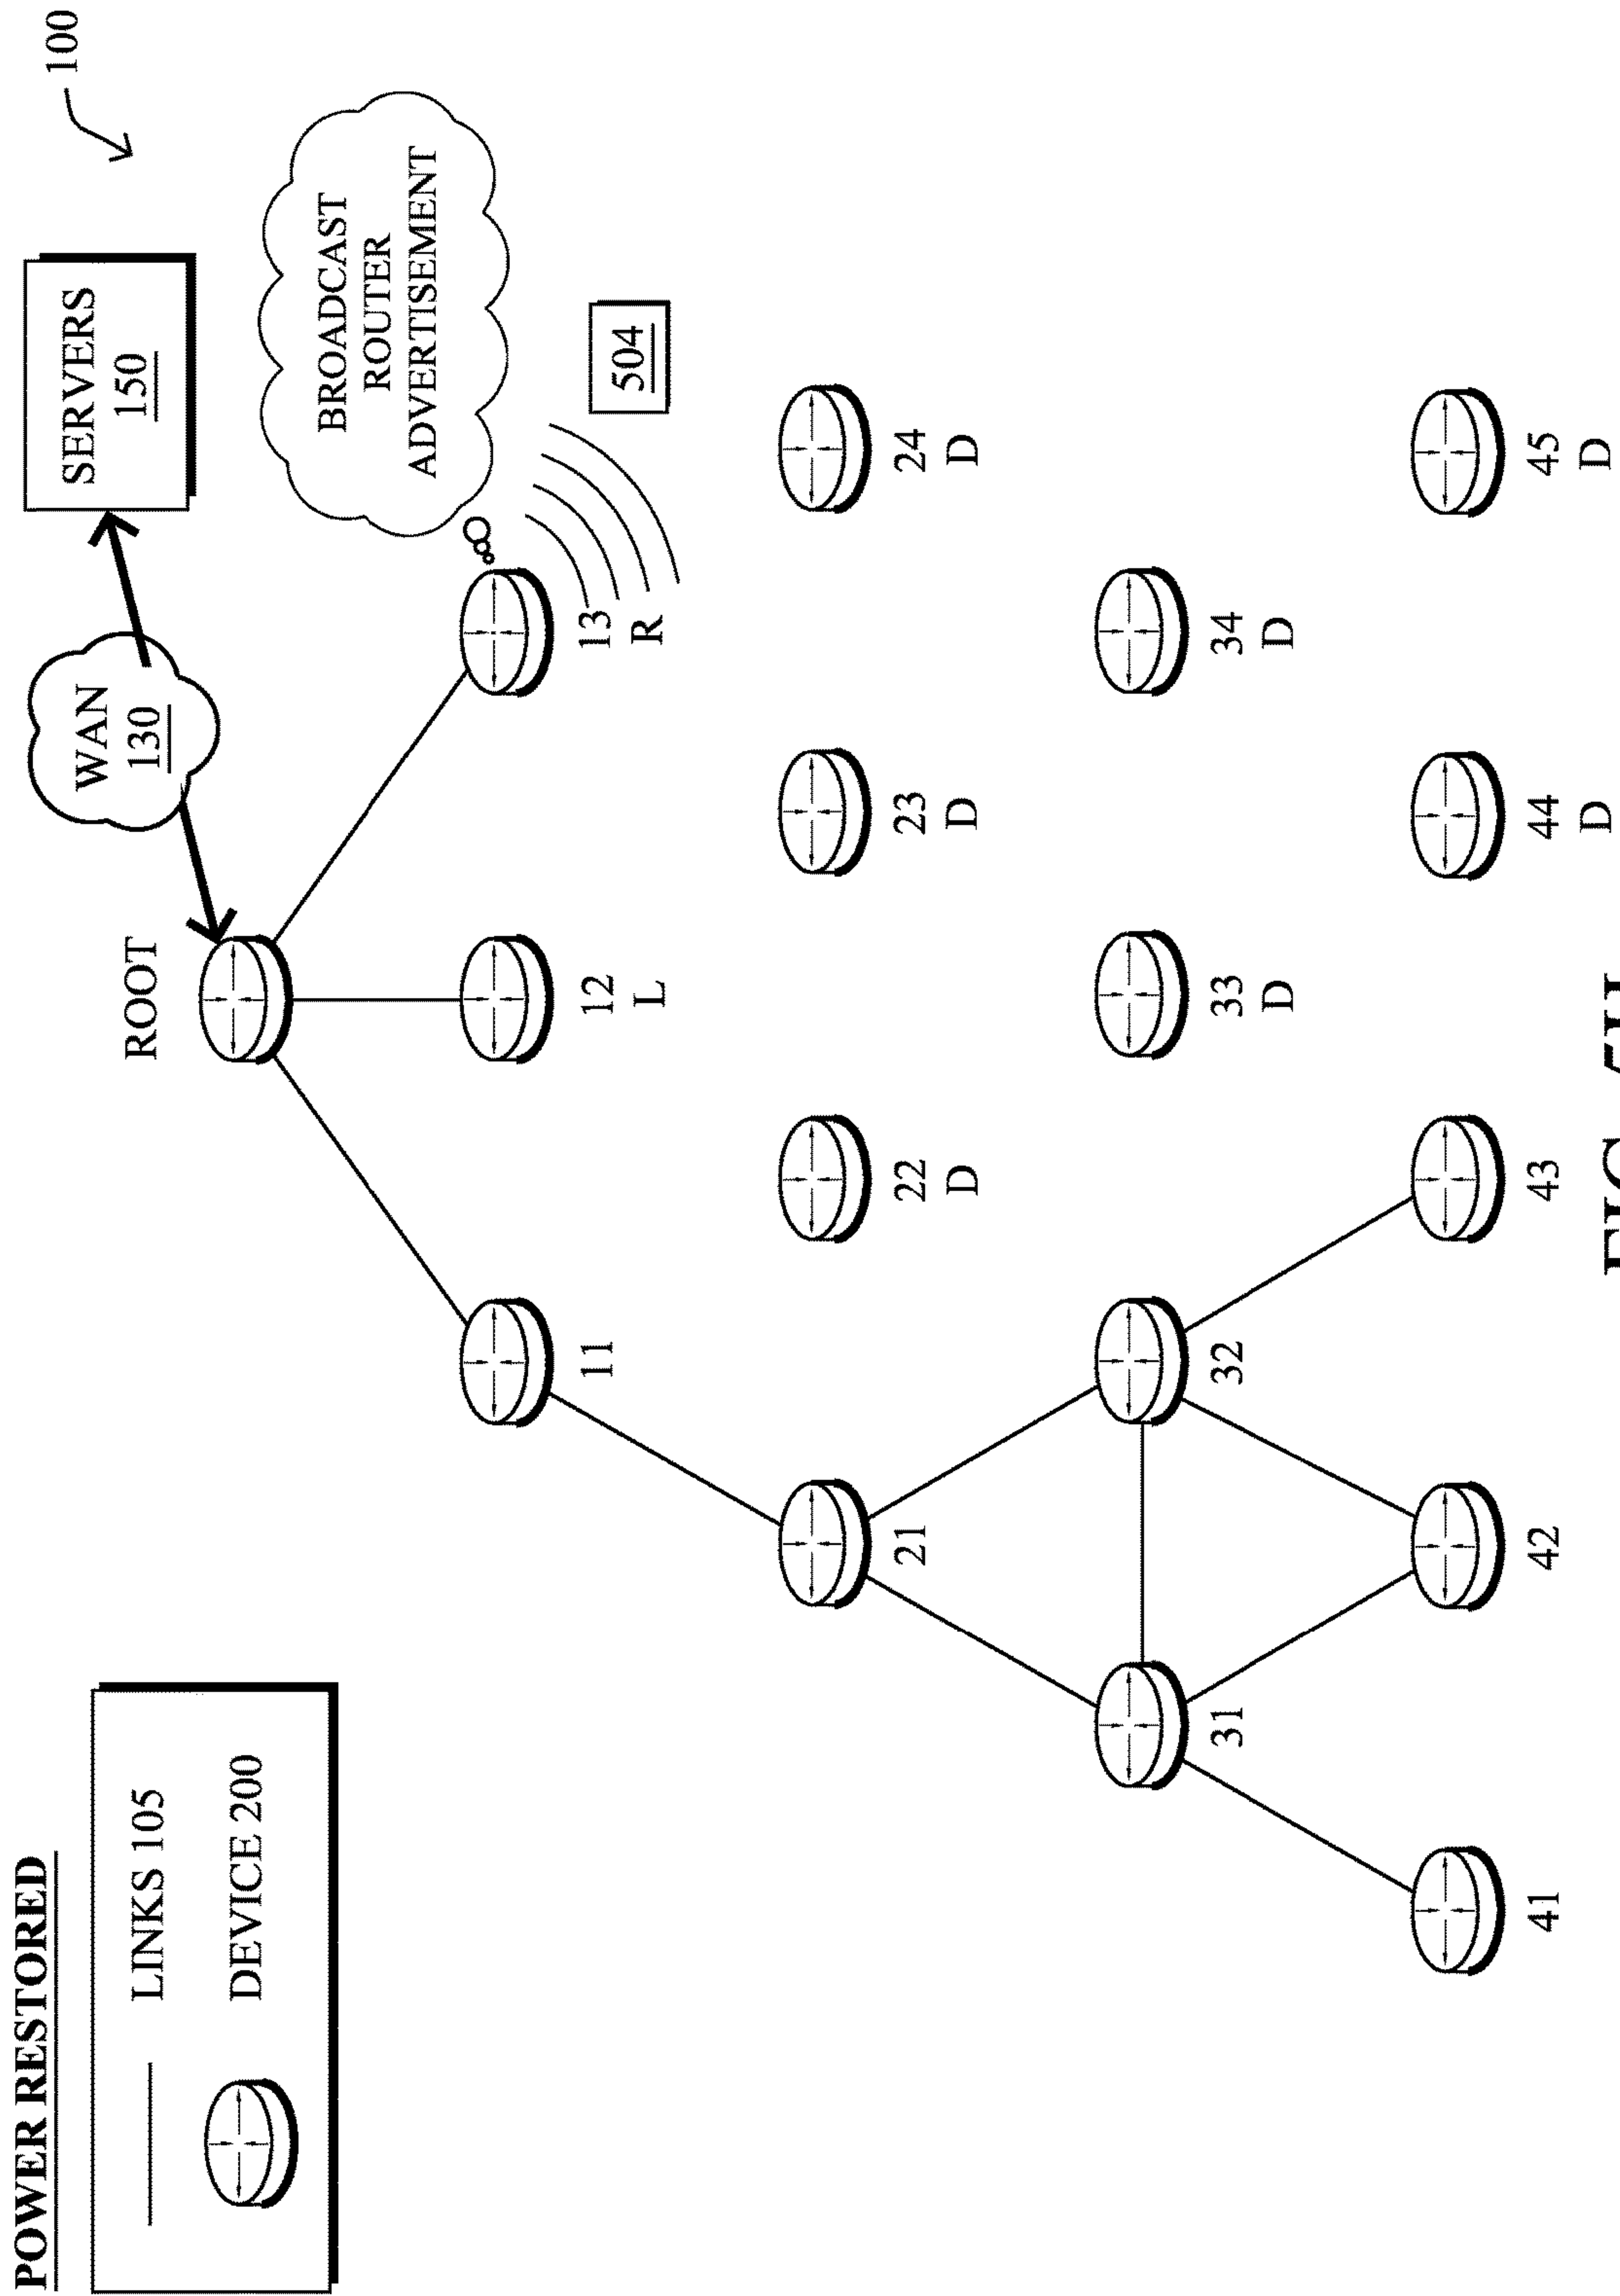 POWER RESTORED
LINKS 105
DEVICE 200
100
SERVERS
150
WAN
130
ROOT
BROADCAST
ROUTER
ADVERTISEMENT
504
11
12
L
13
R
21
22
D
23
D
24
D
31
32
33
D
34
D
41
42
43
44
D
45
D